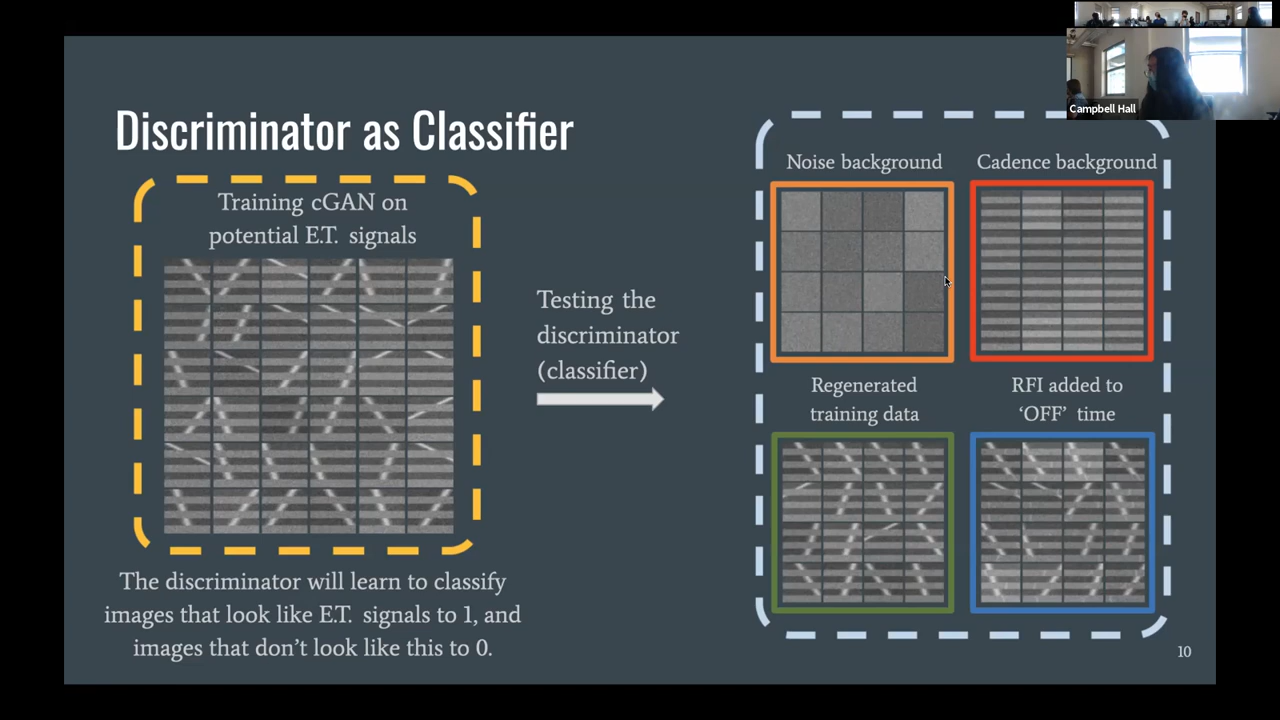 Campbell Hall
Discriminator as Classifier
Training cGAN on
potential E.T. signals
The discriminator will learn to classify
images that look like E.T. signals to 1, and
images that don't look like this to 0.
Testing the
discriminator
(classifier)
Noise background
Cadence background
Regenerated
training data
RFI added to
‘OFF’ time
10